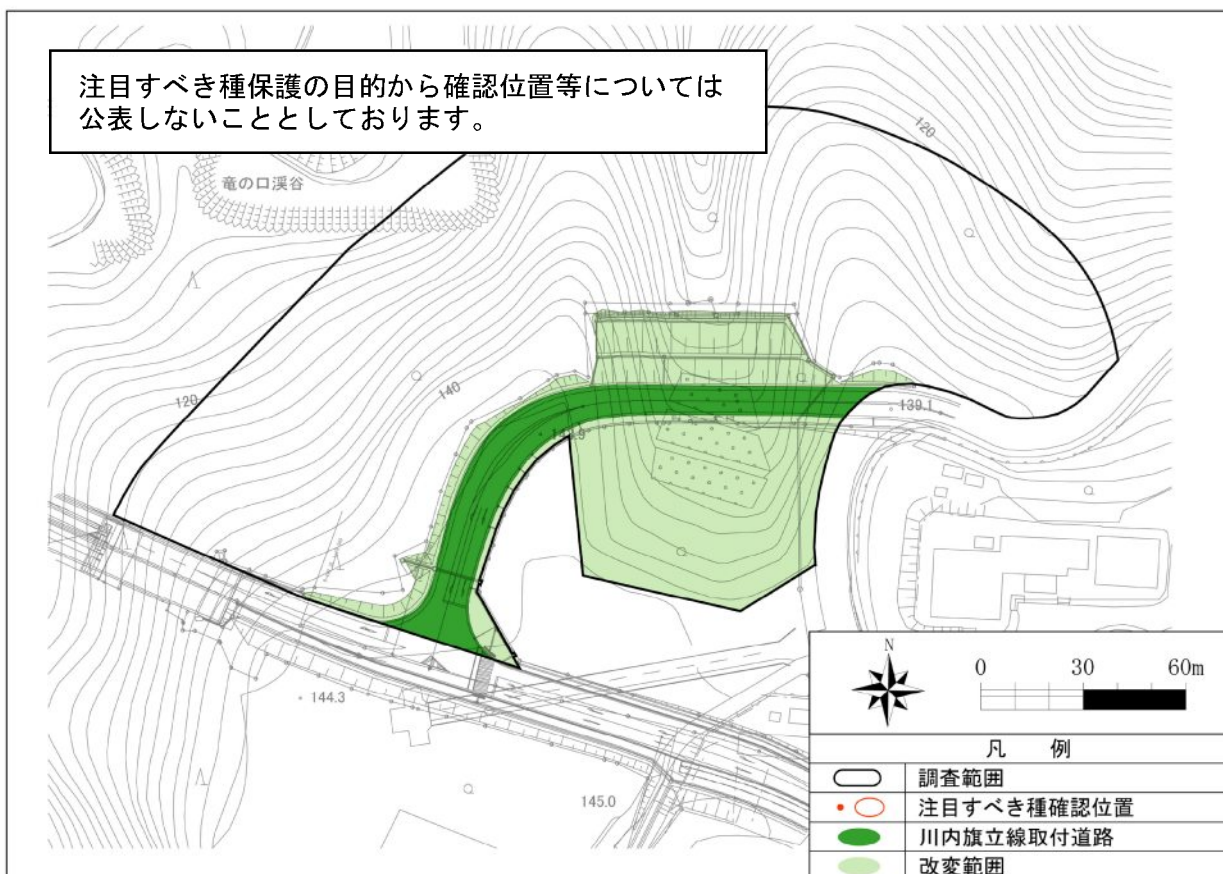 注目すべき種保護の目的から確認位置等については
公表しないこととしております。
竜の口渓谷
120
120
140
139.1
144.3
145.0
N
0 30 60m
凡 例
調査範囲
注目すべき種確認位置
川内旗立線取付道路
改変範囲